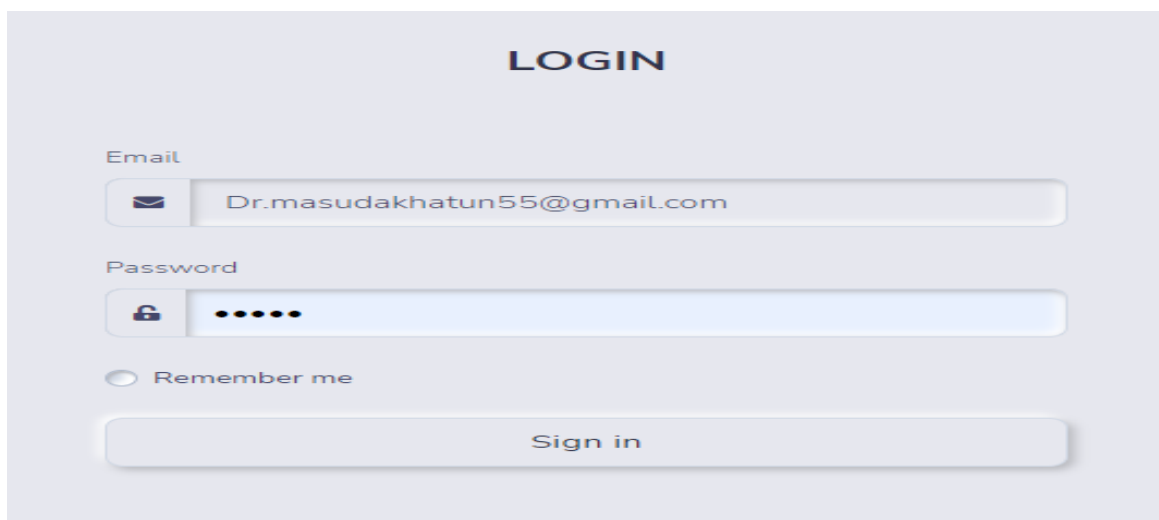 LOGIN
Email
Dr.masudakhatun55@gmail.com
Password
•••••
Remember me
Sign in